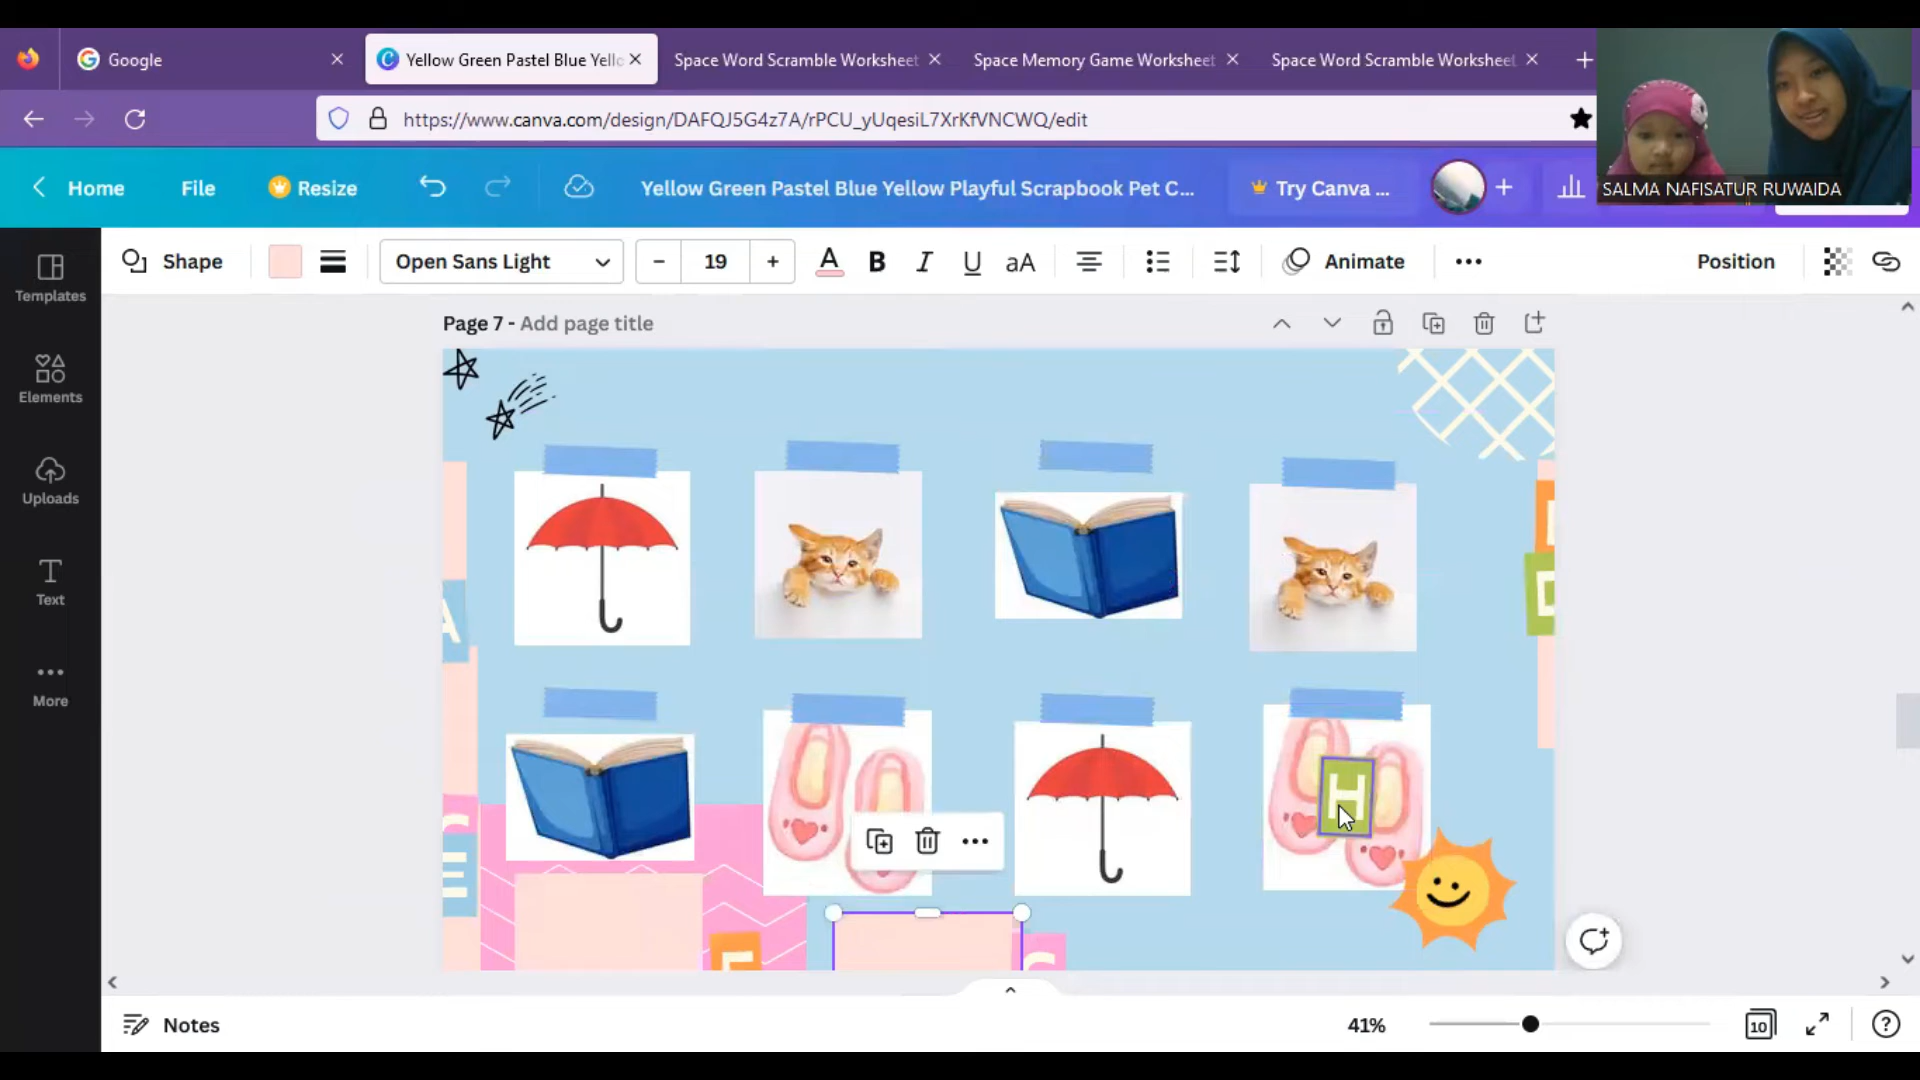 Google
Yellow Green Pastel Blue Yello
Space Word Scramble Worksheet
Space Memory Game Worksheet
Space Word Scramble Worksheet
https://www.canva.com/design/DAFQJ5G4z7A/rPCU_yUqesiL7XrKfVNCWQ/edit
SALMA NAFISATUR RUWAIDA
Home
File
Resize
Yellow Green Pastel Blue Yellow Playful Scrapbook Pet C...
Try Canva ...
Shape
Open Sans Light
19
A
B
I
U
aA
Animate
Position
Templates
Elements
Uploads
Text
More
Page 7 - Add page title
A
H
E
Notes
41%
10